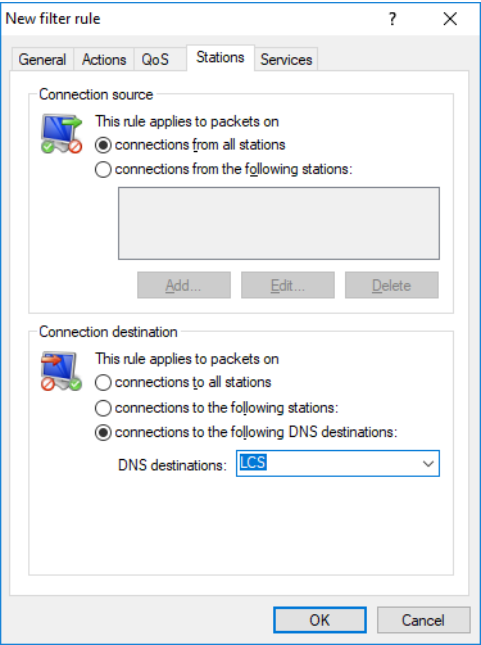 New filter rule
General Actions QoS Stations Services
Connection source
This rule applies to packets on
connections from all stations
connections from the following stations:
Add... Edit... Delete
Connection destination
This rule applies to packets on
connections to all stations
connections to the following stations:
connections to the following DNS destinations:
DNS destinations: LCS
OK Cancel